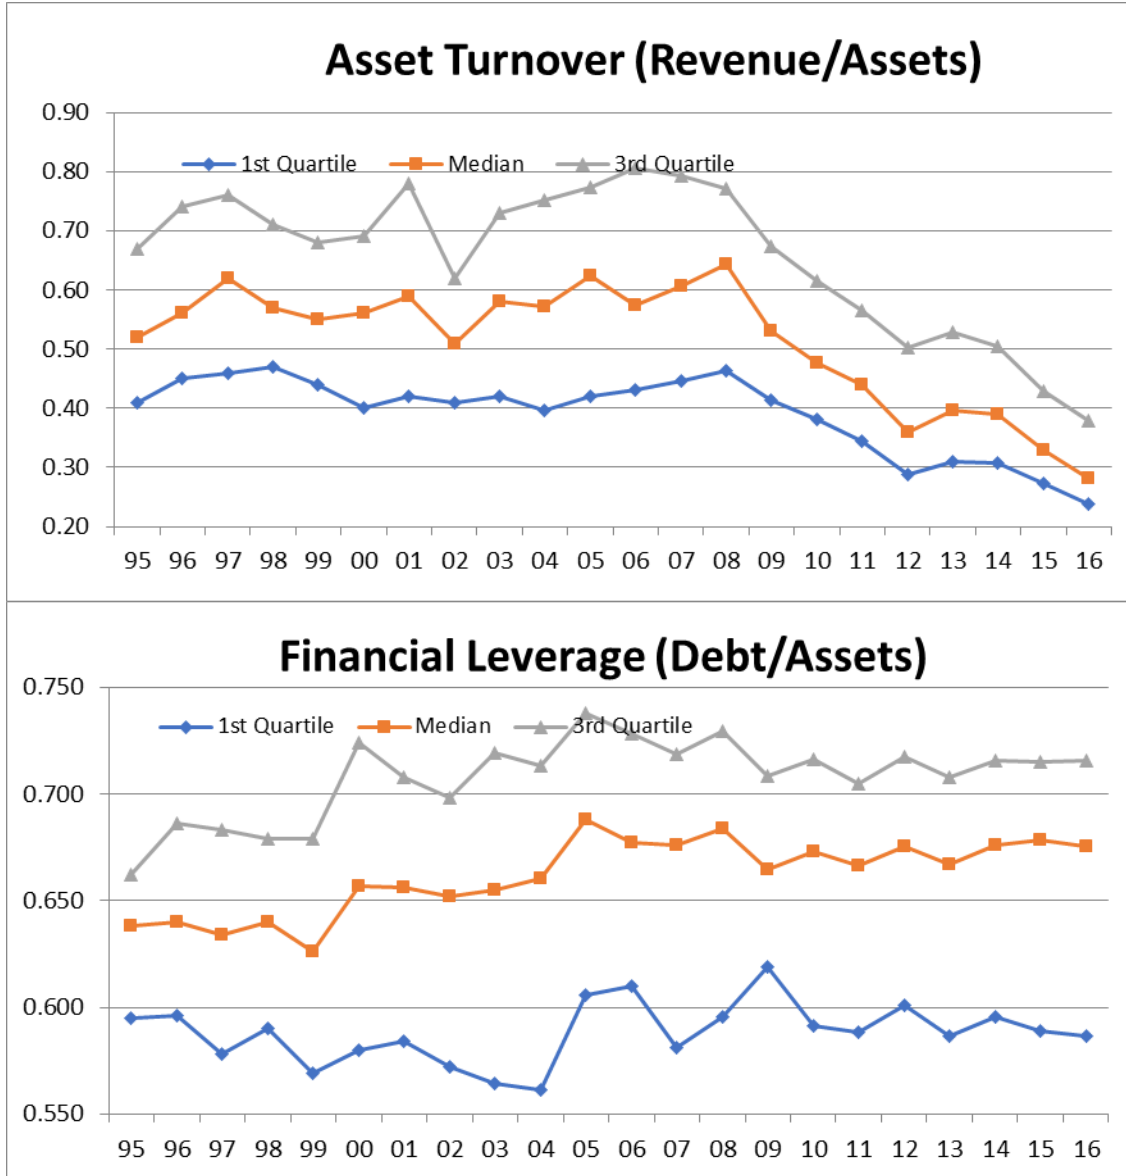 Asset Turnover (Revenue/Assets)
0.90
1st Quartile Median 3rd Quartile
0.80
0.70
0.60
0.50
0.40
0.30
0.20
95 96 97 98 99 00 01 02 03 04 05 06 07 08 09 10 11 12 13 14 15 16
Financial Leverage (Debt/Assets)
0.750
1st Quartile Median 3rd Quartile
0.700
0.650
0.600
0.550
95 96 97 98 99 00 01 02 03 04 05 06 07 08 09 10 11 12 13 14 15 16